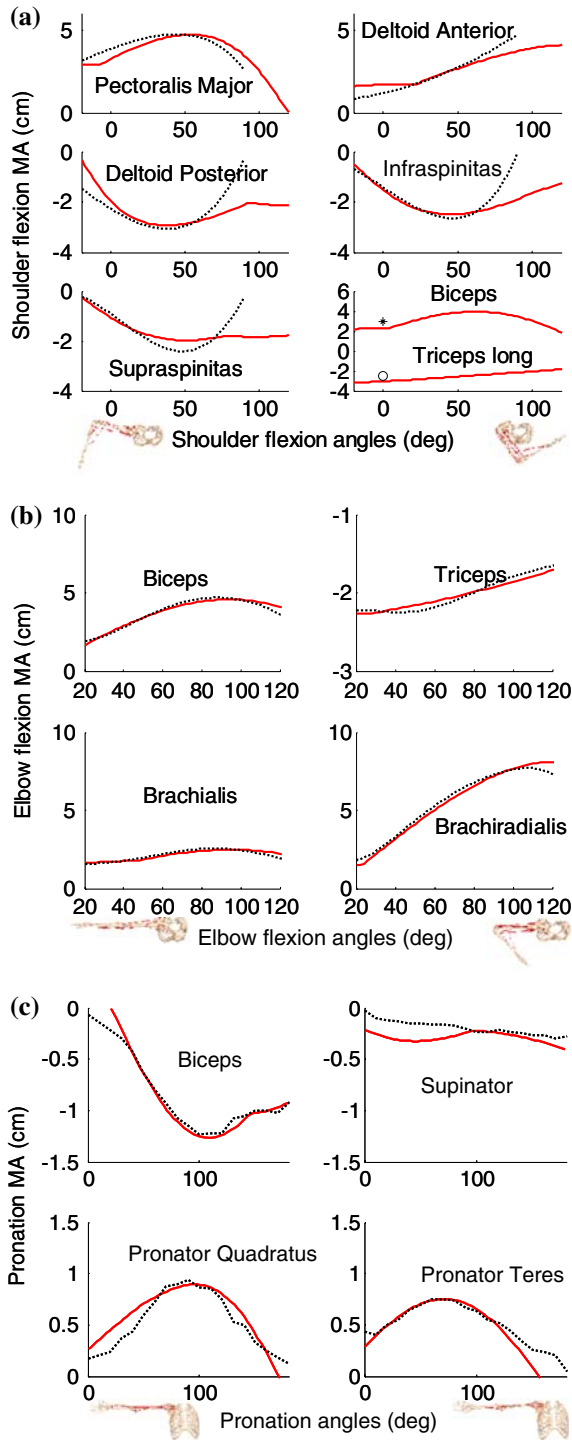 (a)
Shoulder flexion MA (cm)
5
0
Pectoralis Major
0 50 100
5
0
Deltoid Anterior
0 50 100
0
-2
-4
Deltoid Posterior
0 50 100
0
-2
-4
Infraspinitas
0 50 100
0
-2
-4
Supraspinitas
0 50 100
6
4
2
0
-2
-4
Biceps
Triceps long
0 50 100
Shoulder flexion angles (deg)
(b)
Elbow flexion MA (cm)
10
5
0
Biceps
20 40 60 80 100 120
-1
-2
-3
Triceps
20 40 60 80 100 120
10
5
0
Brachialis
20 40 60 80 100 120
10
5
0
Brachiradialis
20 40 60 80 100 120
Elbow flexion angles (deg)
(c)
Pronation MA (cm)
0
-0.5
-1
-1.5
Biceps
0 100
0
-0.5
-1
-1.5
Supinator
0 100
1.5
1
0.5
0
Pronator Quadratus
0 100
1.5
1
0.5
0
Pronator Teres
0 100
Pronation angles (deg)